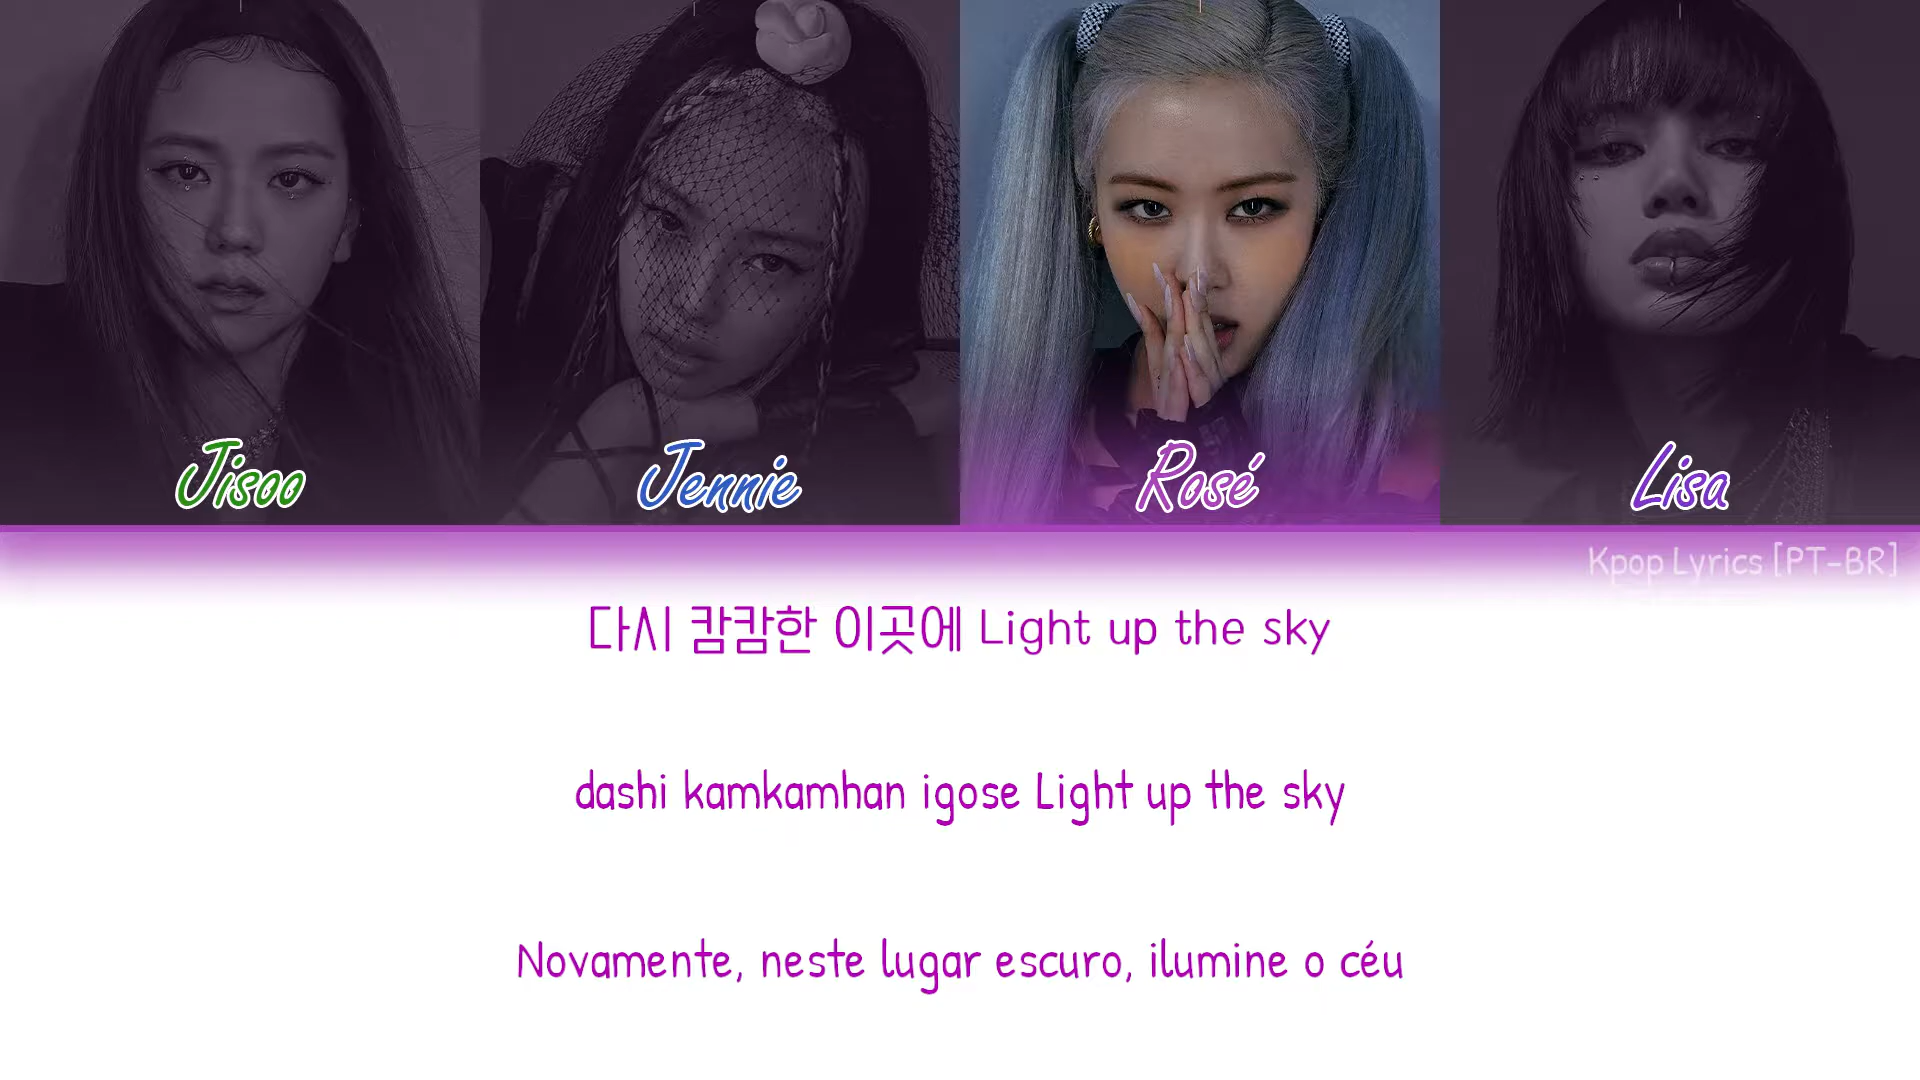 Jisoo
Jennie
Rosé
Lisa
Kpop Lyrics [PT-BR]
다시 캄캄한 이곳에 Light up the sky
dashi kamkamhan igose Light up the sky
Novamente, neste lugar escuro, ilumine o céu